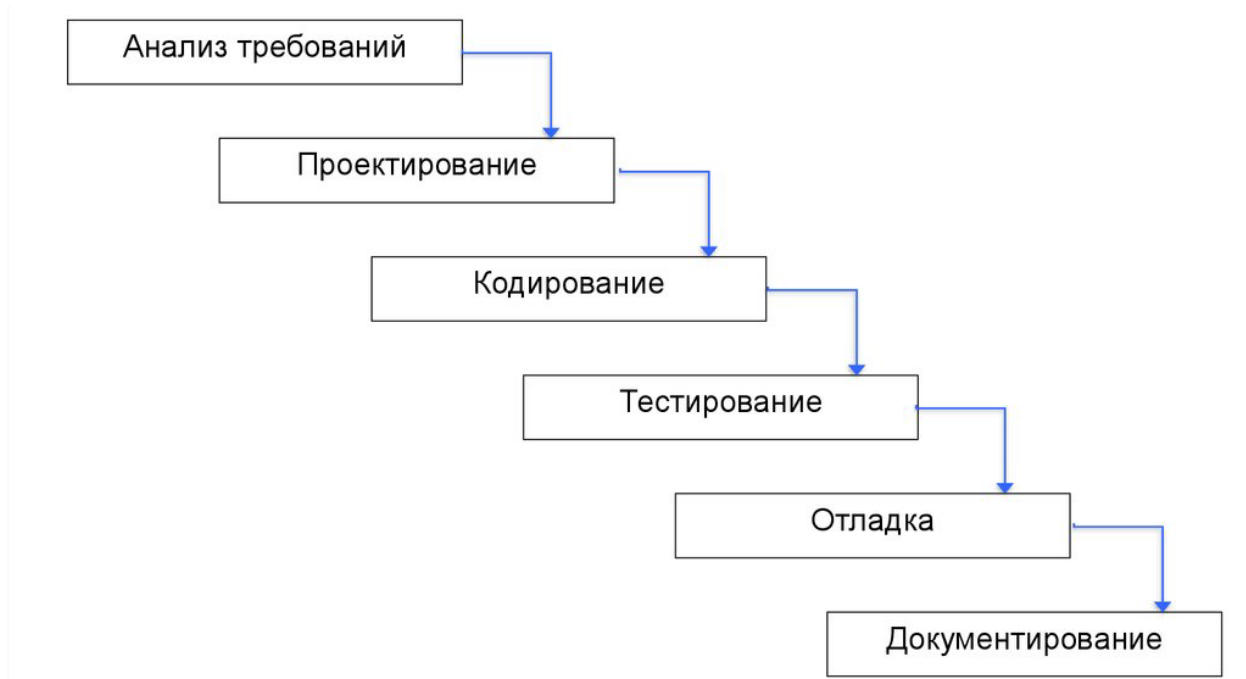 Анализ требований
Проектирование
Кодирование
Тестирование
Отладка
Документирование